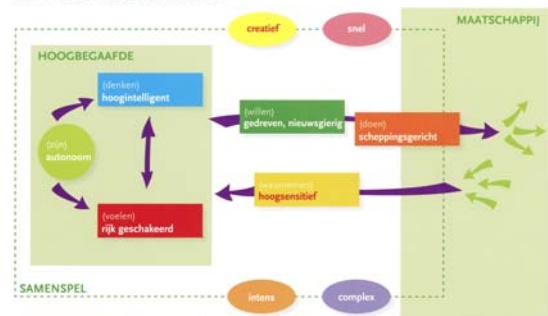 creatief
snel
MAATSCHAPPIJ
HOOGBEGAAFDE
(denken)
hoogintelligent
(willen)
gedreven, nieuwsgierig
(doen)
scheppingsgericht
(zijn)
autonoom
(waarnemen)
hoogsensitief
(voelen)
rijk geschakeerd
SAMENSPEL
intens
complex